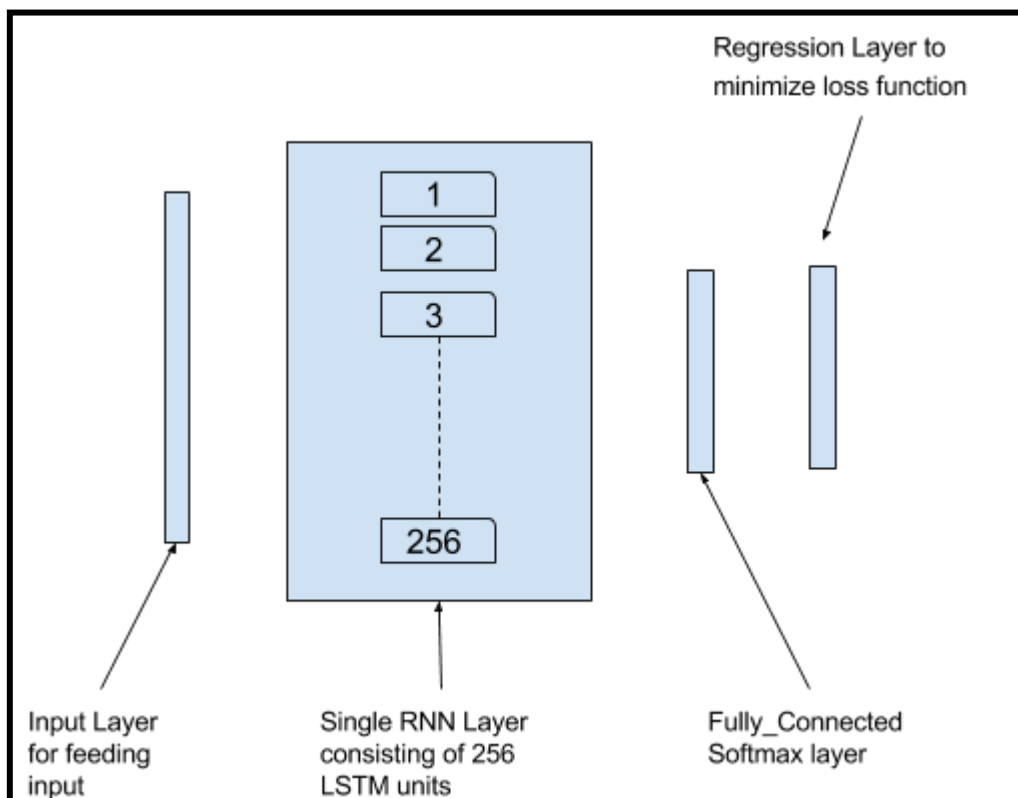 Regression Layer to
minimize loss function
1
2
3
256
Input Layer
for feeding
input
Single RNN Layer
consisting of 256
LSTM units
Fully_Connected
Softmax layer